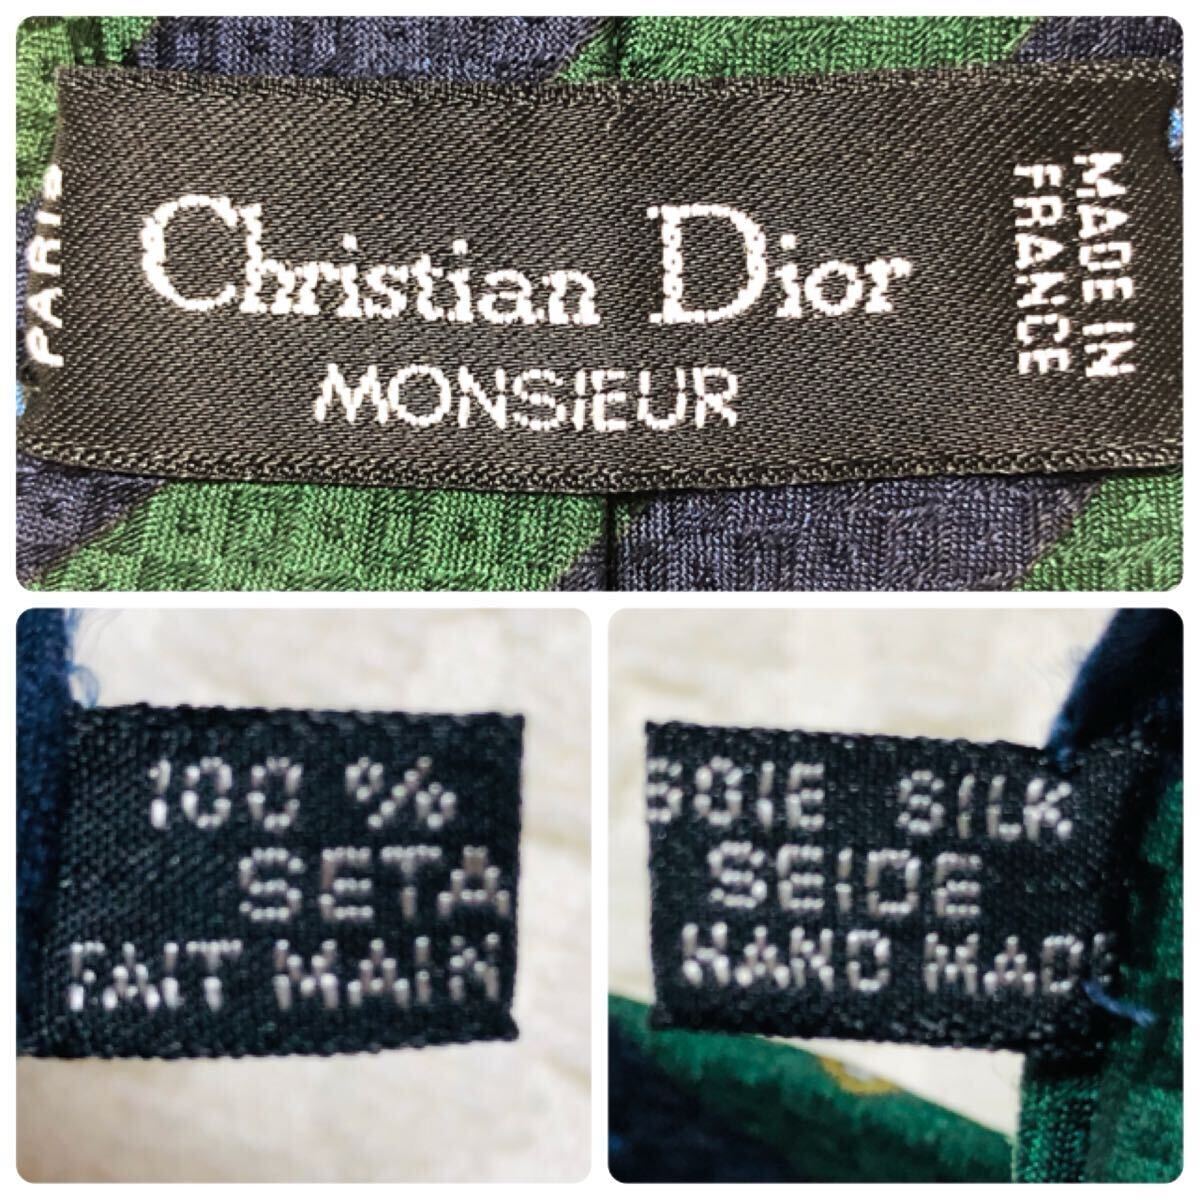 PARIS
Christian Dior
MONSIEUR
MADE IN
FRANCE
100 %
SETA
FAIT MAIN
SOIE SILK
SEIDE
HAND MADE